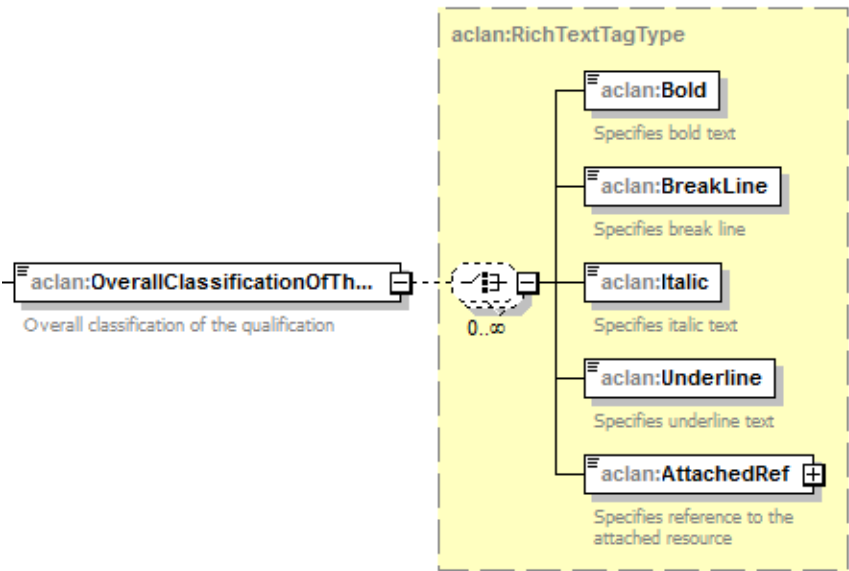 aclan:RichTextTagType
aclan:Bold
Specifies bold text
aclan:BreakLine
Specifies break line
aclan:OverallClassificationOfTh...
Overall classification of the qualification
0..∞
aclan:Italic
Specifies italic text
aclan:Underline
Specifies underline text
aclan:AttachedRef
Specifies reference to the
attached resource